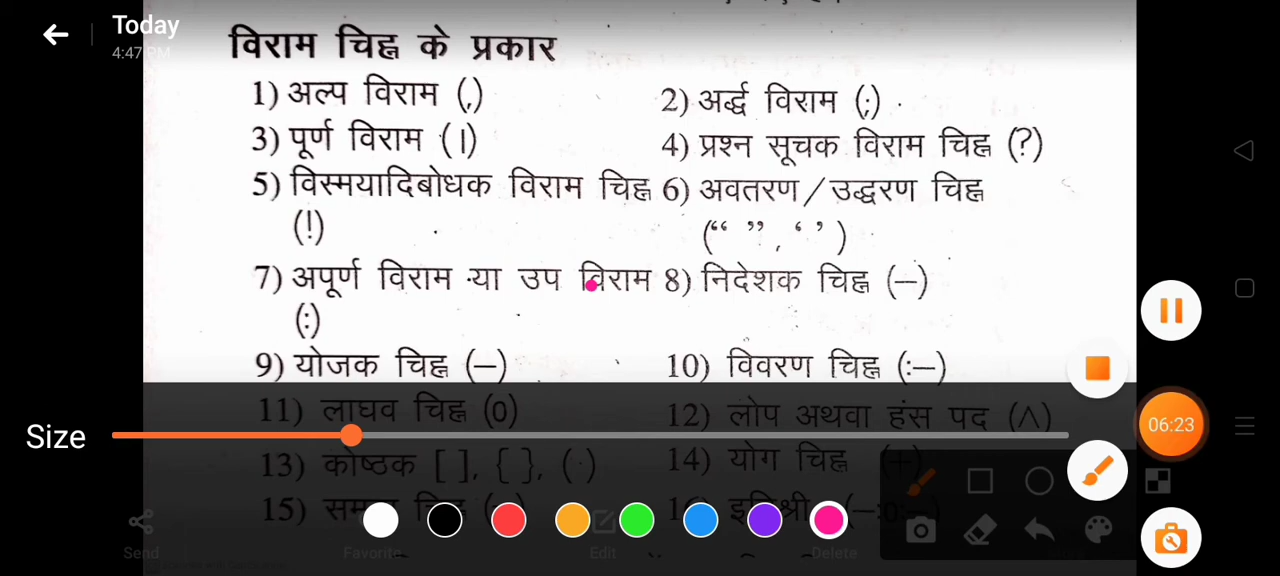 Today
4:47 PM
विराम चिह्न के प्रकार
1) अल्प विराम (,)
2) अर्द्ध विराम (;)
3) पूर्ण विराम (।)
4) प्रश्न सूचक विराम चिह्न (?)
5) विस्मयादिबोधक विराम चिह्न
6) अवतरण/उद्धरण चिह्न
(!)
(“ ”, ‘ ’)
7) अपूर्ण विराम या उप विराम
8) निदेशक चिह्न (—)
(:)
9) योजक चिह्न (–)
10) विवरण चिह्न (:—)
11) लाघव चिह्न (0)
12) लोप अथवा हंस पद (^)
Size
06:23
13) कोष्ठक [ ], { }, ( )
14) योग चिह्न (+)
15)
चिह्न
Send
Favorite
Edit
Delete